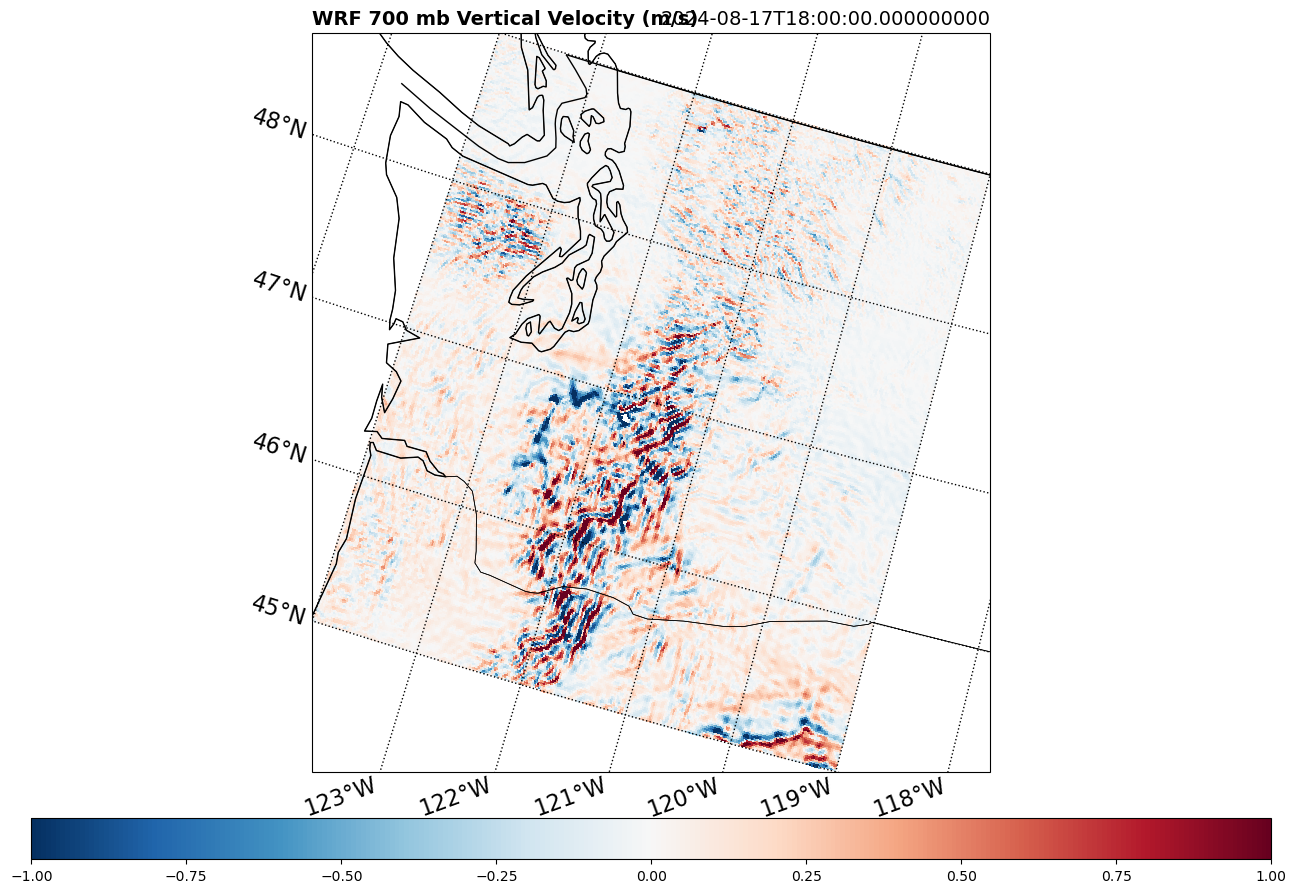 WRF 700 mb Vertical Velocity (m/s)
2024-08-17T18:00:00.000000000
48°N
47°N
46°N
45°N
123°W 122°W 121°W 120°W 119°W 118°W
−1.00 −0.75 −0.50 −0.25 0.00 0.25 0.50 0.75 1.00